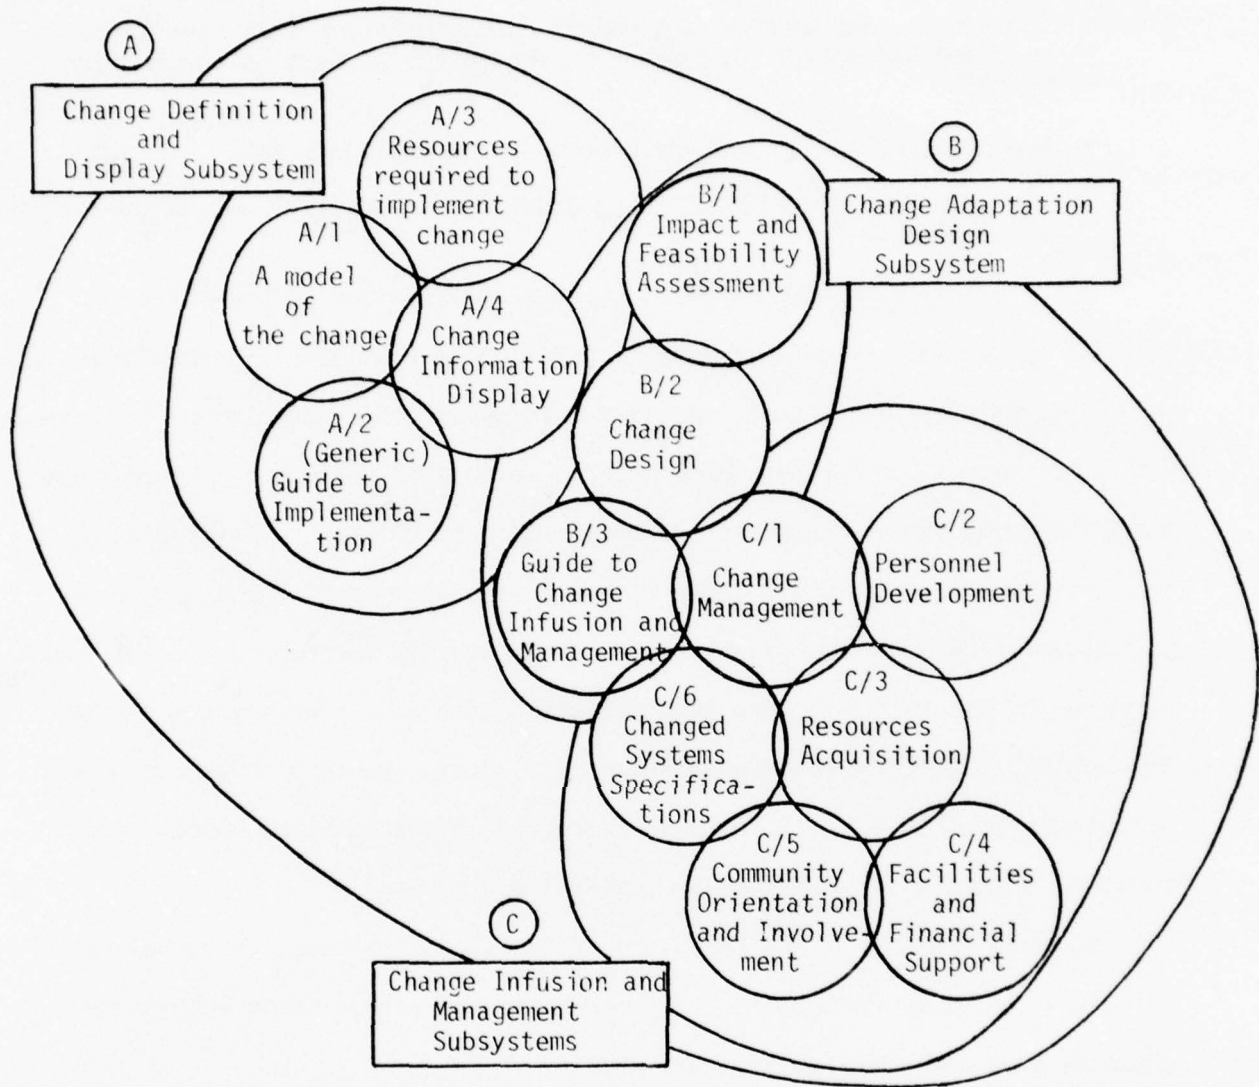 A
Change Definition
and
Display Subsystem
A/3
Resources
required to
implement
change
B
Change Adaptation
Design
Subsystem
B/1
Impact and
Feasibility
Assessment
A/1
A model
of
the change
A/4
Change
Information
Display
B/2
Change
Design
A/2
(Generic)
Guide to
Implementa-
tion
B/3
Guide to
Change
Infusion and
Management
C/1
Change
Management
C/2
Personnel
Development
C/6
Changed
Systems
Specifica-
tions
C/3
Resources
Acquisition
C/5
Community
Orientation
and Involve-
ment
C/4
Facilities
and
Financial
Support
C
Change Infusion and
Management
Subsystems